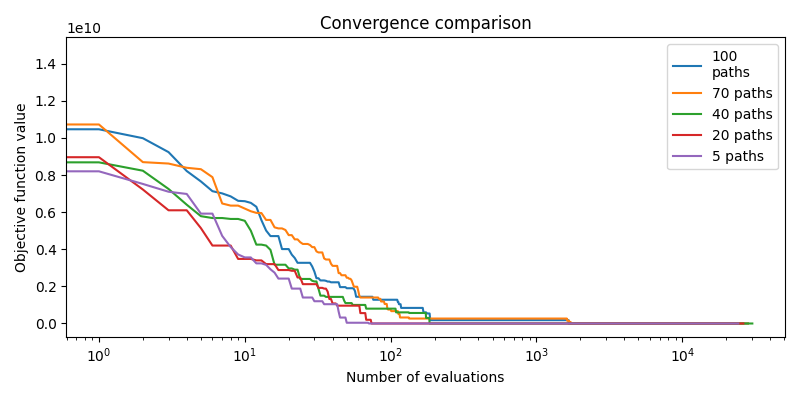 Convergence comparison
1e10
1.4
1.2
1.0
0.8
0.6
0.4
0.2
0.0
Objective function value
10⁰
10¹
10²
10³
10⁴
Number of evaluations
100
paths
70 paths
40 paths
20 paths
5 paths